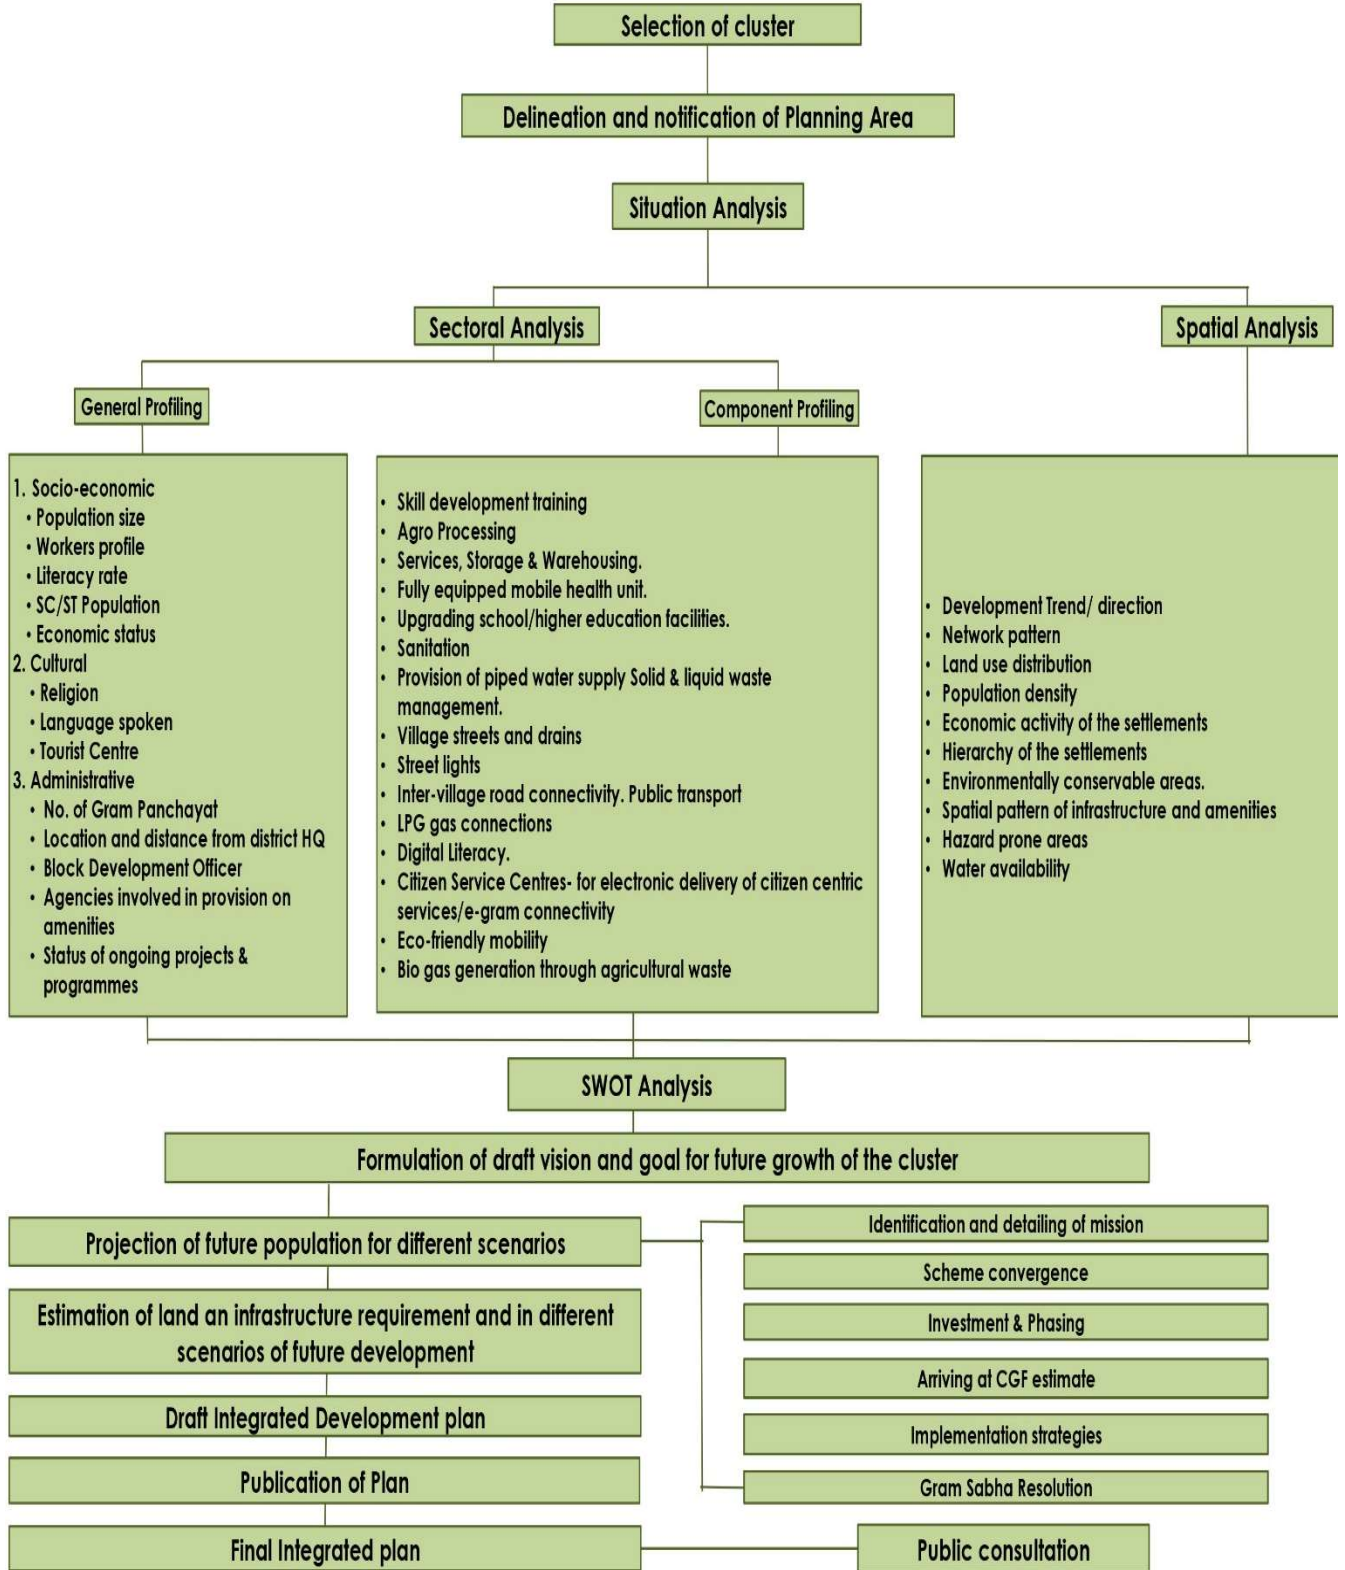 Selection of cluster
Delineation and notification of Planning Area
Situation Analysis
Sectoral Analysis
Spatial Analysis
General Profiling
Component Profiling
1. Socio-economic
• Population size
• Workers profile
• Literacy rate
• SC/ST Population
• Economic status
2. Cultural
• Religion
• Language spoken
• Tourist Centre
3. Administrative
• No. of Gram Panchayat
• Location and distance from district HQ
• Block Development Officer
• Agencies involved in provision on
amenities
• Status of ongoing projects &
programmes
• Skill development training
• Agro Processing
• Services, Storage & Warehousing.
• Fully equipped mobile health unit.
• Upgrading school/higher education facilities.
• Sanitation
• Provision of piped water supply Solid & liquid waste
management.
• Village streets and drains
• Street lights
• Inter-village road connectivity. Public transport
• LPG gas connections
• Digital Literacy.
• Citizen Service Centres- for electronic delivery of citizen centric
services/e-gram connectivity
• Eco-friendly mobility
• Bio gas generation through agricultural waste
• Development Trend/ direction
• Network pattern
• Land use distribution
• Population density
• Economic activity of the settlements
• Hierarchy of the settlements
• Environmentally conservable areas.
• Spatial pattern of infrastructure and amenities
• Hazard prone areas
• Water availability
SWOT Analysis
Formulation of draft vision and goal for future growth of the cluster
Projection of future population for different scenarios
Estimation of land an infrastructure requirement and in different
scenarios of future development
Draft Integrated Development plan
Publication of Plan
Final Integrated plan
Identification and detailing of mission
Scheme convergence
Investment & Phasing
Arriving at CGF estimate
Implementation strategies
Gram Sabha Resolution
Public consultation